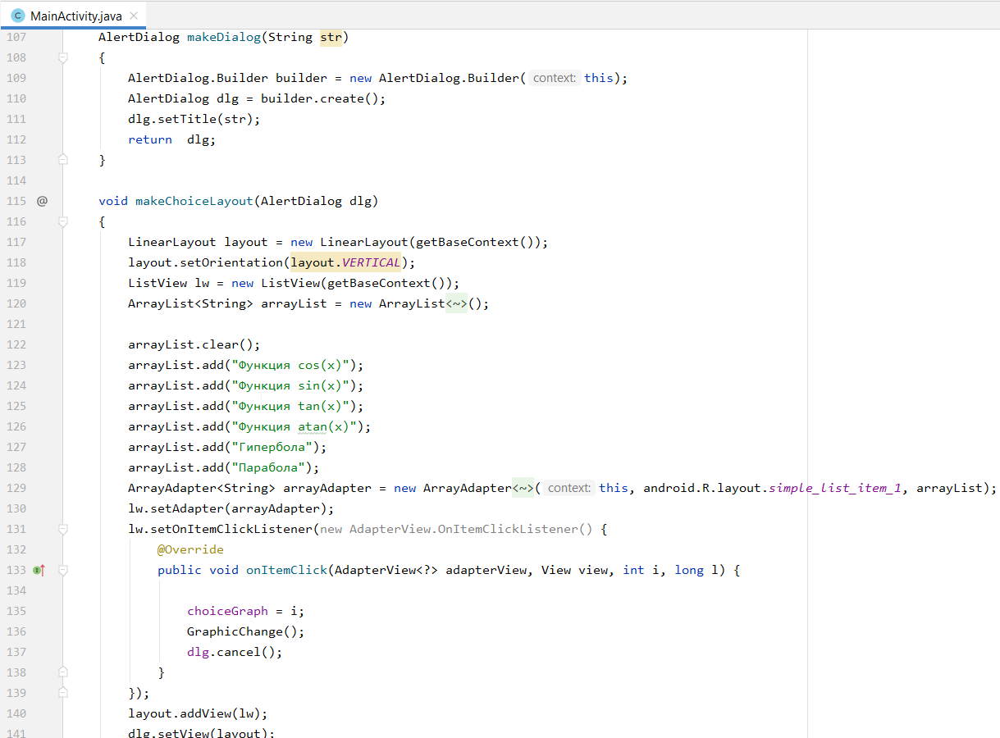 MainActivity.java
107 AlertDialog makeDialog(String str)
108 {
109 AlertDialog.Builder builder = new AlertDialog.Builder( context: this);
110 AlertDialog dlg = builder.create();
111 dlg.setTitle(str);
112 return  dlg;
113 }
114
115 @ void makeChoiceLayout(AlertDialog dlg)
116 {
117 LinearLayout layout = new LinearLayout(getBaseContext());
118 layout.setOrientation(layout.VERTICAL);
119 ListView lw = new ListView(getBaseContext());
120 ArrayList<String> arrayList = new ArrayList<~>();
121
122 arrayList.clear();
123 arrayList.add("Функция cos(x)");
124 arrayList.add("Функция sin(x)");
125 arrayList.add("Функция tan(x)");
126 arrayList.add("Функция atan(x)");
127 arrayList.add("Гипербола");
128 arrayList.add("Парабола");
129 ArrayAdapter<String> arrayAdapter = new ArrayAdapter<~>( context: this, android.R.layout.simple_list_item_1, arrayList);
130 lw.setAdapter(arrayAdapter);
131 lw.setOnItemClickListener(new AdapterView.OnItemClickListener() {
132 @Override
133 public void onItemClick(AdapterView<?> adapterView, View view, int i, long l) {
134
135 choiceGraph = i;
136 GraphicChange();
137 dlg.cancel();
138 }
139 });
140 layout.addView(lw);
141 dlg.setView(layout);